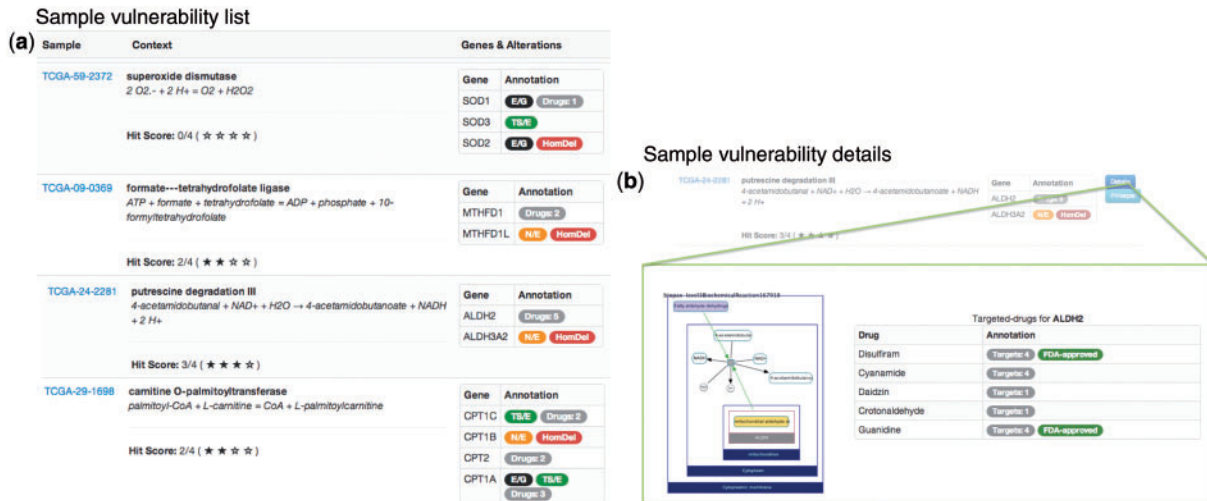 Sample vulnerability list
(a) Sample Context Genes & Alterations
TCGA-59-2372 superoxide dismutase
2 O2.- + 2 H+ = O2 + H2O2
Hit Score: 0/4 ( ☆ ☆ ☆ ☆ )
Gene Annotation
SOD1 E/G Drugs: 1
SOD3 TS/E
SOD2 E/G HomDel
TCGA-09-0369 formate---tetrahydrofolate ligase
ATP + formate + tetrahydrofolate = ADP + phosphate + 10-
formyltetrahydrofolate
Hit Score: 2/4 ( ★ ★ ☆ ☆ )
Gene Annotation
MTHFD1 Drugs: 2
MTHFD1L N/E HomDel
TCGA-24-2281 putrescine degradation III
4-acetamidobutanal + NAD+ + H2O → 4-acetamidobutanoate + NADH
+ 2 H+
Hit Score: 3/4 ( ★ ★ ★ ☆ )
Gene Annotation
ALDH2 Drugs: 5
ALDH3A2 N/E HomDel
TCGA-29-1698 carnitine O-palmitoyltransferase
palmitoyl-CoA + L-carnitine = CoA + L-palmitoylcarnitine
Hit Score: 2/4 ( ★ ★ ☆ ☆ )
Gene Annotation
CPT1C TS/E Drugs: 2
CPT1B N/E HomDel
CPT2 Drugs: 2
CPT1A E/G TS/E
Drugs: 3
Sample vulnerability details
(b) TCGA-24-2281 putrescine degradation III
4-acetamidobutanal + NAD+ + H2O → 4-acetamidobutanoate + NADH
+ 2 H+
Hit Score: 3/4
Gene Annotation
ALDH2
ALDH3A2 N/E HomDel
Details
NADH
NAD+
ALDH2
mitochondrion
Cytoplasm
Cytoplasmic membrane
Targeted-drugs for ALDH2
Drug Annotation
Disulfiram Targets: 4 FDA-approved
Cyanamide Targets: 4
Daidzin Targets: 1
Crotonaldehyde Targets: 1
Guanidine Targets: 4 FDA-approved